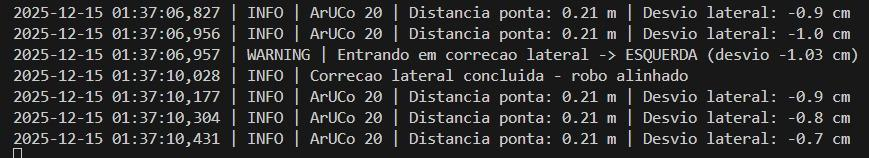 2025-12-15 01:37:06,827 | INFO | ArUCo 20 | Distancia ponta: 0.21 m | Desvio lateral: -0.9 cm
2025-12-15 01:37:06,956 | INFO | ArUCo 20 | Distancia ponta: 0.21 m | Desvio lateral: -1.0 cm
2025-12-15 01:37:06,957 | WARNING | Entrando em correcao lateral -> ESQUERDA (desvio -1.03 cm)
2025-12-15 01:37:10,028 | INFO | Correcao lateral concluida - robo alinhado
2025-12-15 01:37:10,177 | INFO | ArUCo 20 | Distancia ponta: 0.21 m | Desvio lateral: -0.9 cm
2025-12-15 01:37:10,304 | INFO | ArUCo 20 | Distancia ponta: 0.21 m | Desvio lateral: -0.8 cm
2025-12-15 01:37:10,431 | INFO | ArUCo 20 | Distancia ponta: 0.21 m | Desvio lateral: -0.7 cm